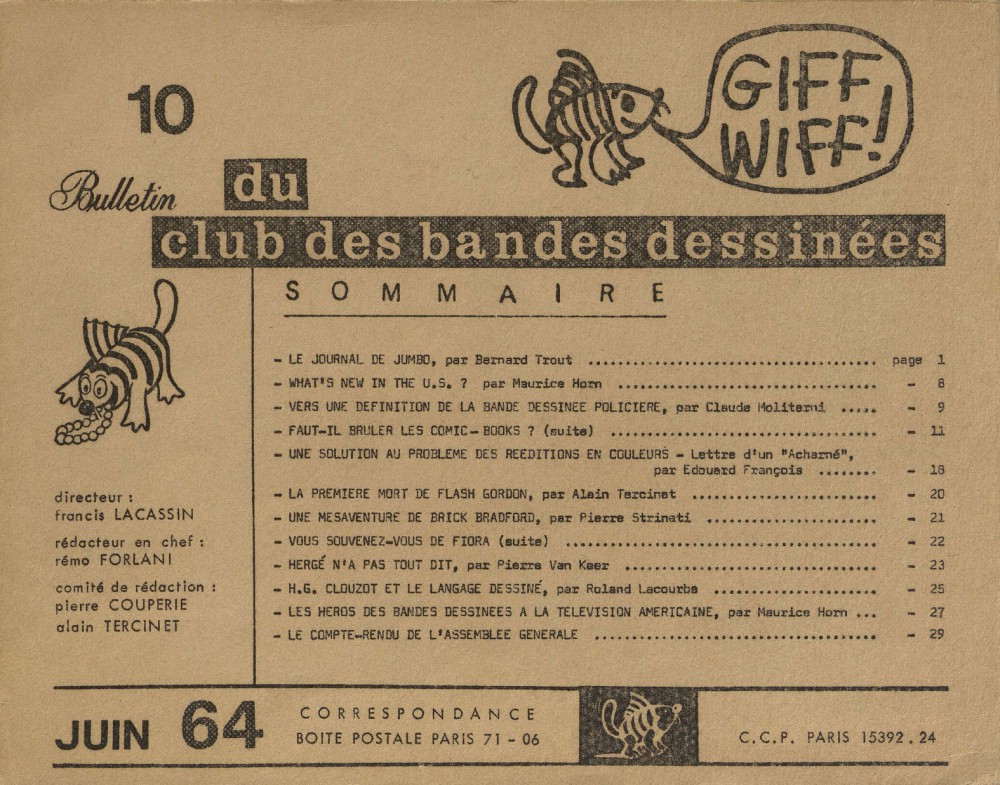 10
GIFF
WIFF!
Bulletin du
club des bandes dessinées
SOMMAIRE
- LE JOURNAL DE JUMBO, par Bernard Trout ........................................ page 1
- WHAT'S NEW IN THE U.S. ? par Maurice Horn .................................... - 8
- VERS UNE DEFINITION DE LA BANDE DESSINEE POLICIERE, par Claude Moliterni ..... - 9
- FAUT-IL BRULER LES COMIC-BOOKS ? (suite) ..................................... - 11
- UNE SOLUTION AU PROBLEME DES REEDITIONS EN COULEURS - Lettre d'un "Acharné",
par Edouard François ........ - 18
- LA PREMIERE MORT DE FLASH GORDON, par Alain Tercinet .......................... - 20
- UNE MESAVENTURE DE BRICK BRADFORD, par Pierre Strinati ........................ - 21
- VOUS SOUVENEZ-VOUS DE FIORA (suite) .......................................... - 22
- HERGÉ N'A PAS TOUT DIT, par Pierre Van Keer ................................... - 23
- H.G. CLOUZOT ET LE LANGAGE DESSINÉ, par Roland Lacourbe ....................... - 25
- LES HEROS DES BANDES DESSINEES A LA TELEVISION AMERICAINE, par Maurice Horn ... - 27
- LE COMPTE-RENDU DE L'ASSEMBLEE GENERALE ....................................... - 29
directeur :
francis LACASSIN
rédacteur en chef :
rémo FORLANI
comité de rédaction :
pierre COUPERIE
alain TERCINET
JUIN 64
CORRESPONDANCE
BOITE POSTALE PARIS 71 - 06
C.C.P. PARIS 15392.24